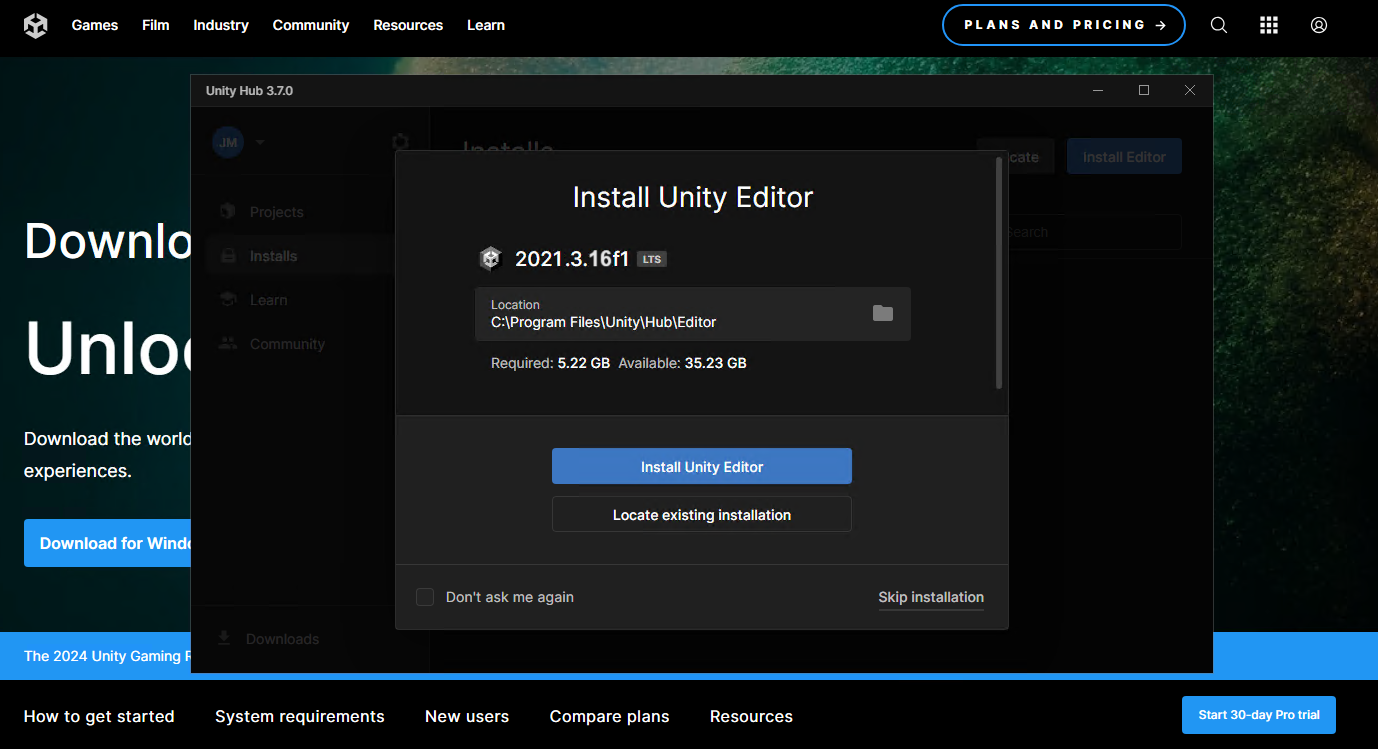 Games Film Industry Community Resources Learn
PLANS AND PRICING →
Unity Hub 3.7.0
JM
Installs
Install Editor
Projects
Installs
Learn
Community
Downloads
Search
Install Unity Editor
2021.3.16f1 LTS
Location
C:\Program Files\Unity\Hub\Editor
Required: 5.22 GB Available: 35.23 GB
Install Unity Editor
Locate existing installation
Don't ask me again
Skip installation
Downlo
Unlo
Download the world
experiences.
Download for Windo
The 2024 Unity Gaming R
How to get started System requirements New users Compare plans Resources
Start 30-day Pro trial